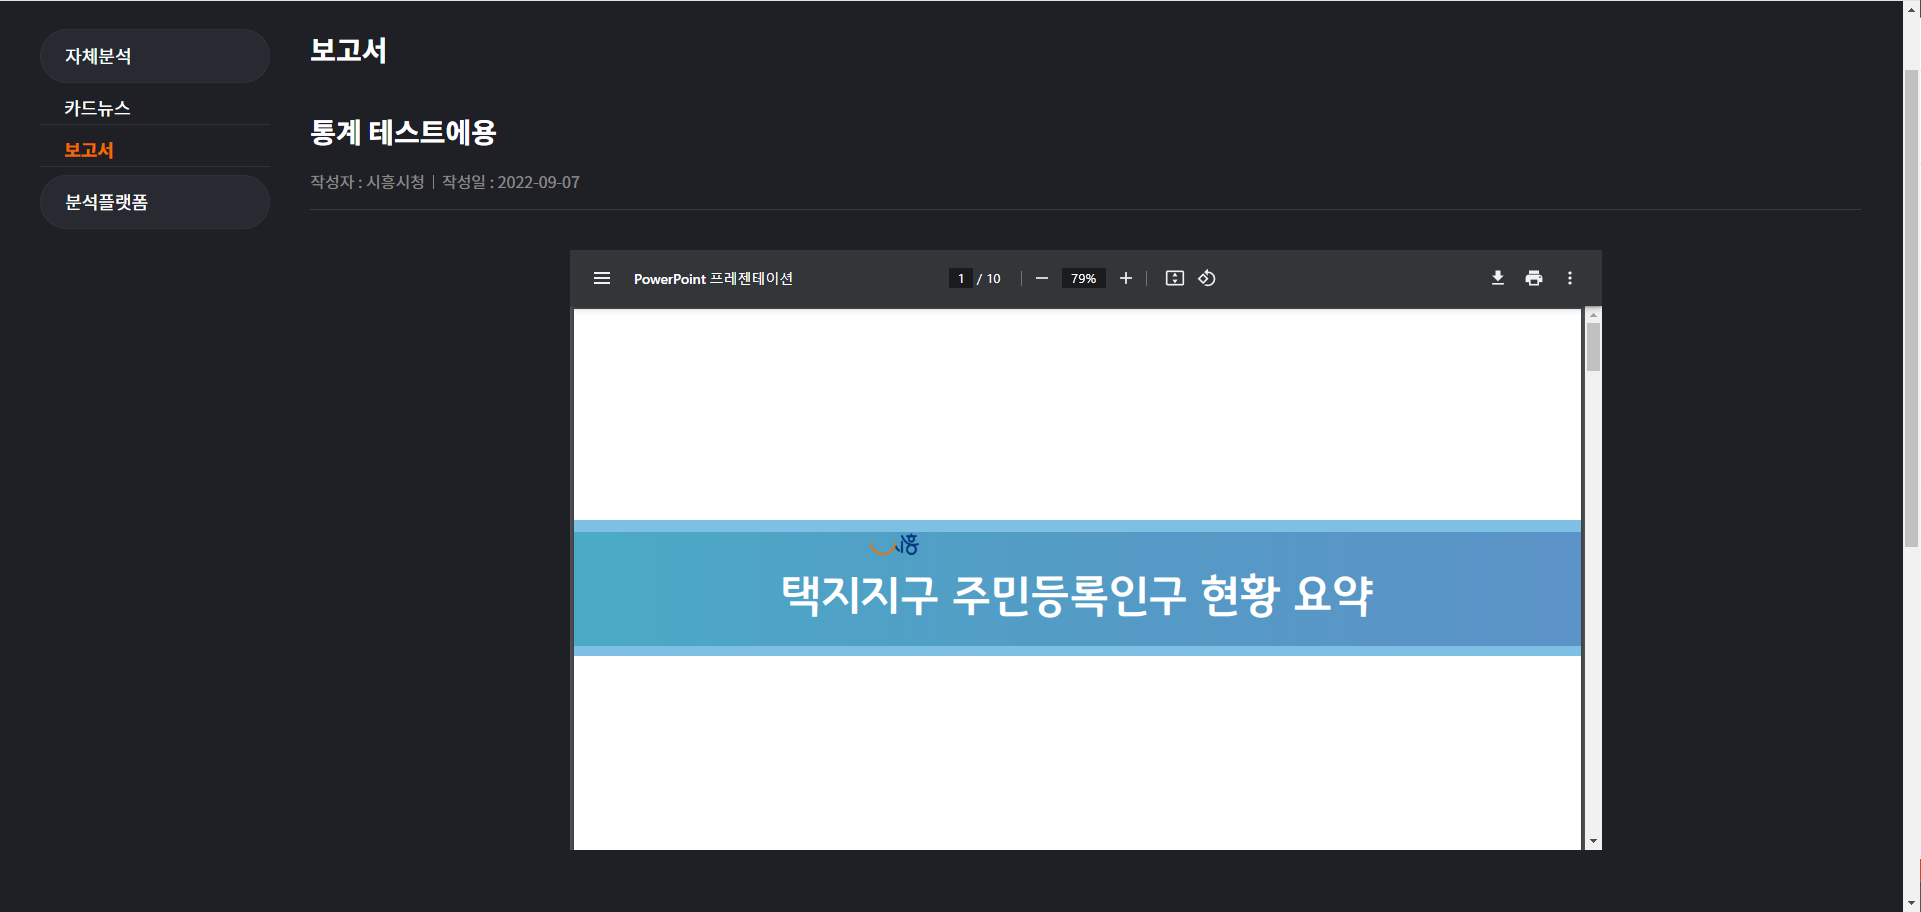 자체분석
카드뉴스
보고서
분석플랫폼
보고서
통계 테스트에용
작성자 : 시흥시청 | 작성일 : 2022-09-07
PowerPoint 프레젠테이션
1 / 10
79%
시흥
택지지구 주민등록인구 현황 요약